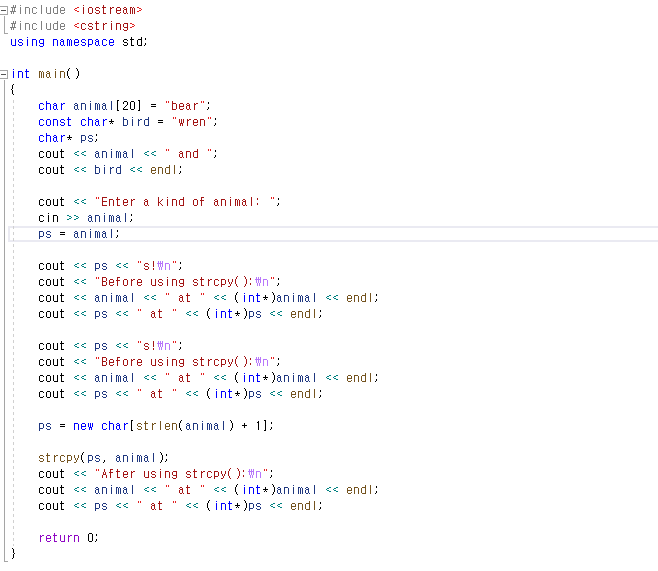 #include <iostream>
#include <cstring>
using namespace std;
int main()
{
char animal[20] = "bear";
const char* bird = "wren";
char* ps;
cout << animal << " and ";
cout << bird << endl;
cout << "Enter a kind of animal: ";
cin >> animal;
ps = animal;
cout << ps << "s!₩n";
cout << "Before using strcpy():₩n";
cout << animal << " at " << (int*)animal << endl;
cout << ps << " at " << (int*)ps << endl;
cout << ps << "s!₩n";
cout << "Before using strcpy():₩n";
cout << animal << " at " << (int*)animal << endl;
cout << ps << " at " << (int*)ps << endl;
ps = new char[strlen(animal) + 1];
strcpy(ps, animal);
cout << "After using strcpy():₩n";
cout << animal << " at " << (int*)animal << endl;
cout << ps << " at " << (int*)ps << endl;
return 0;
}